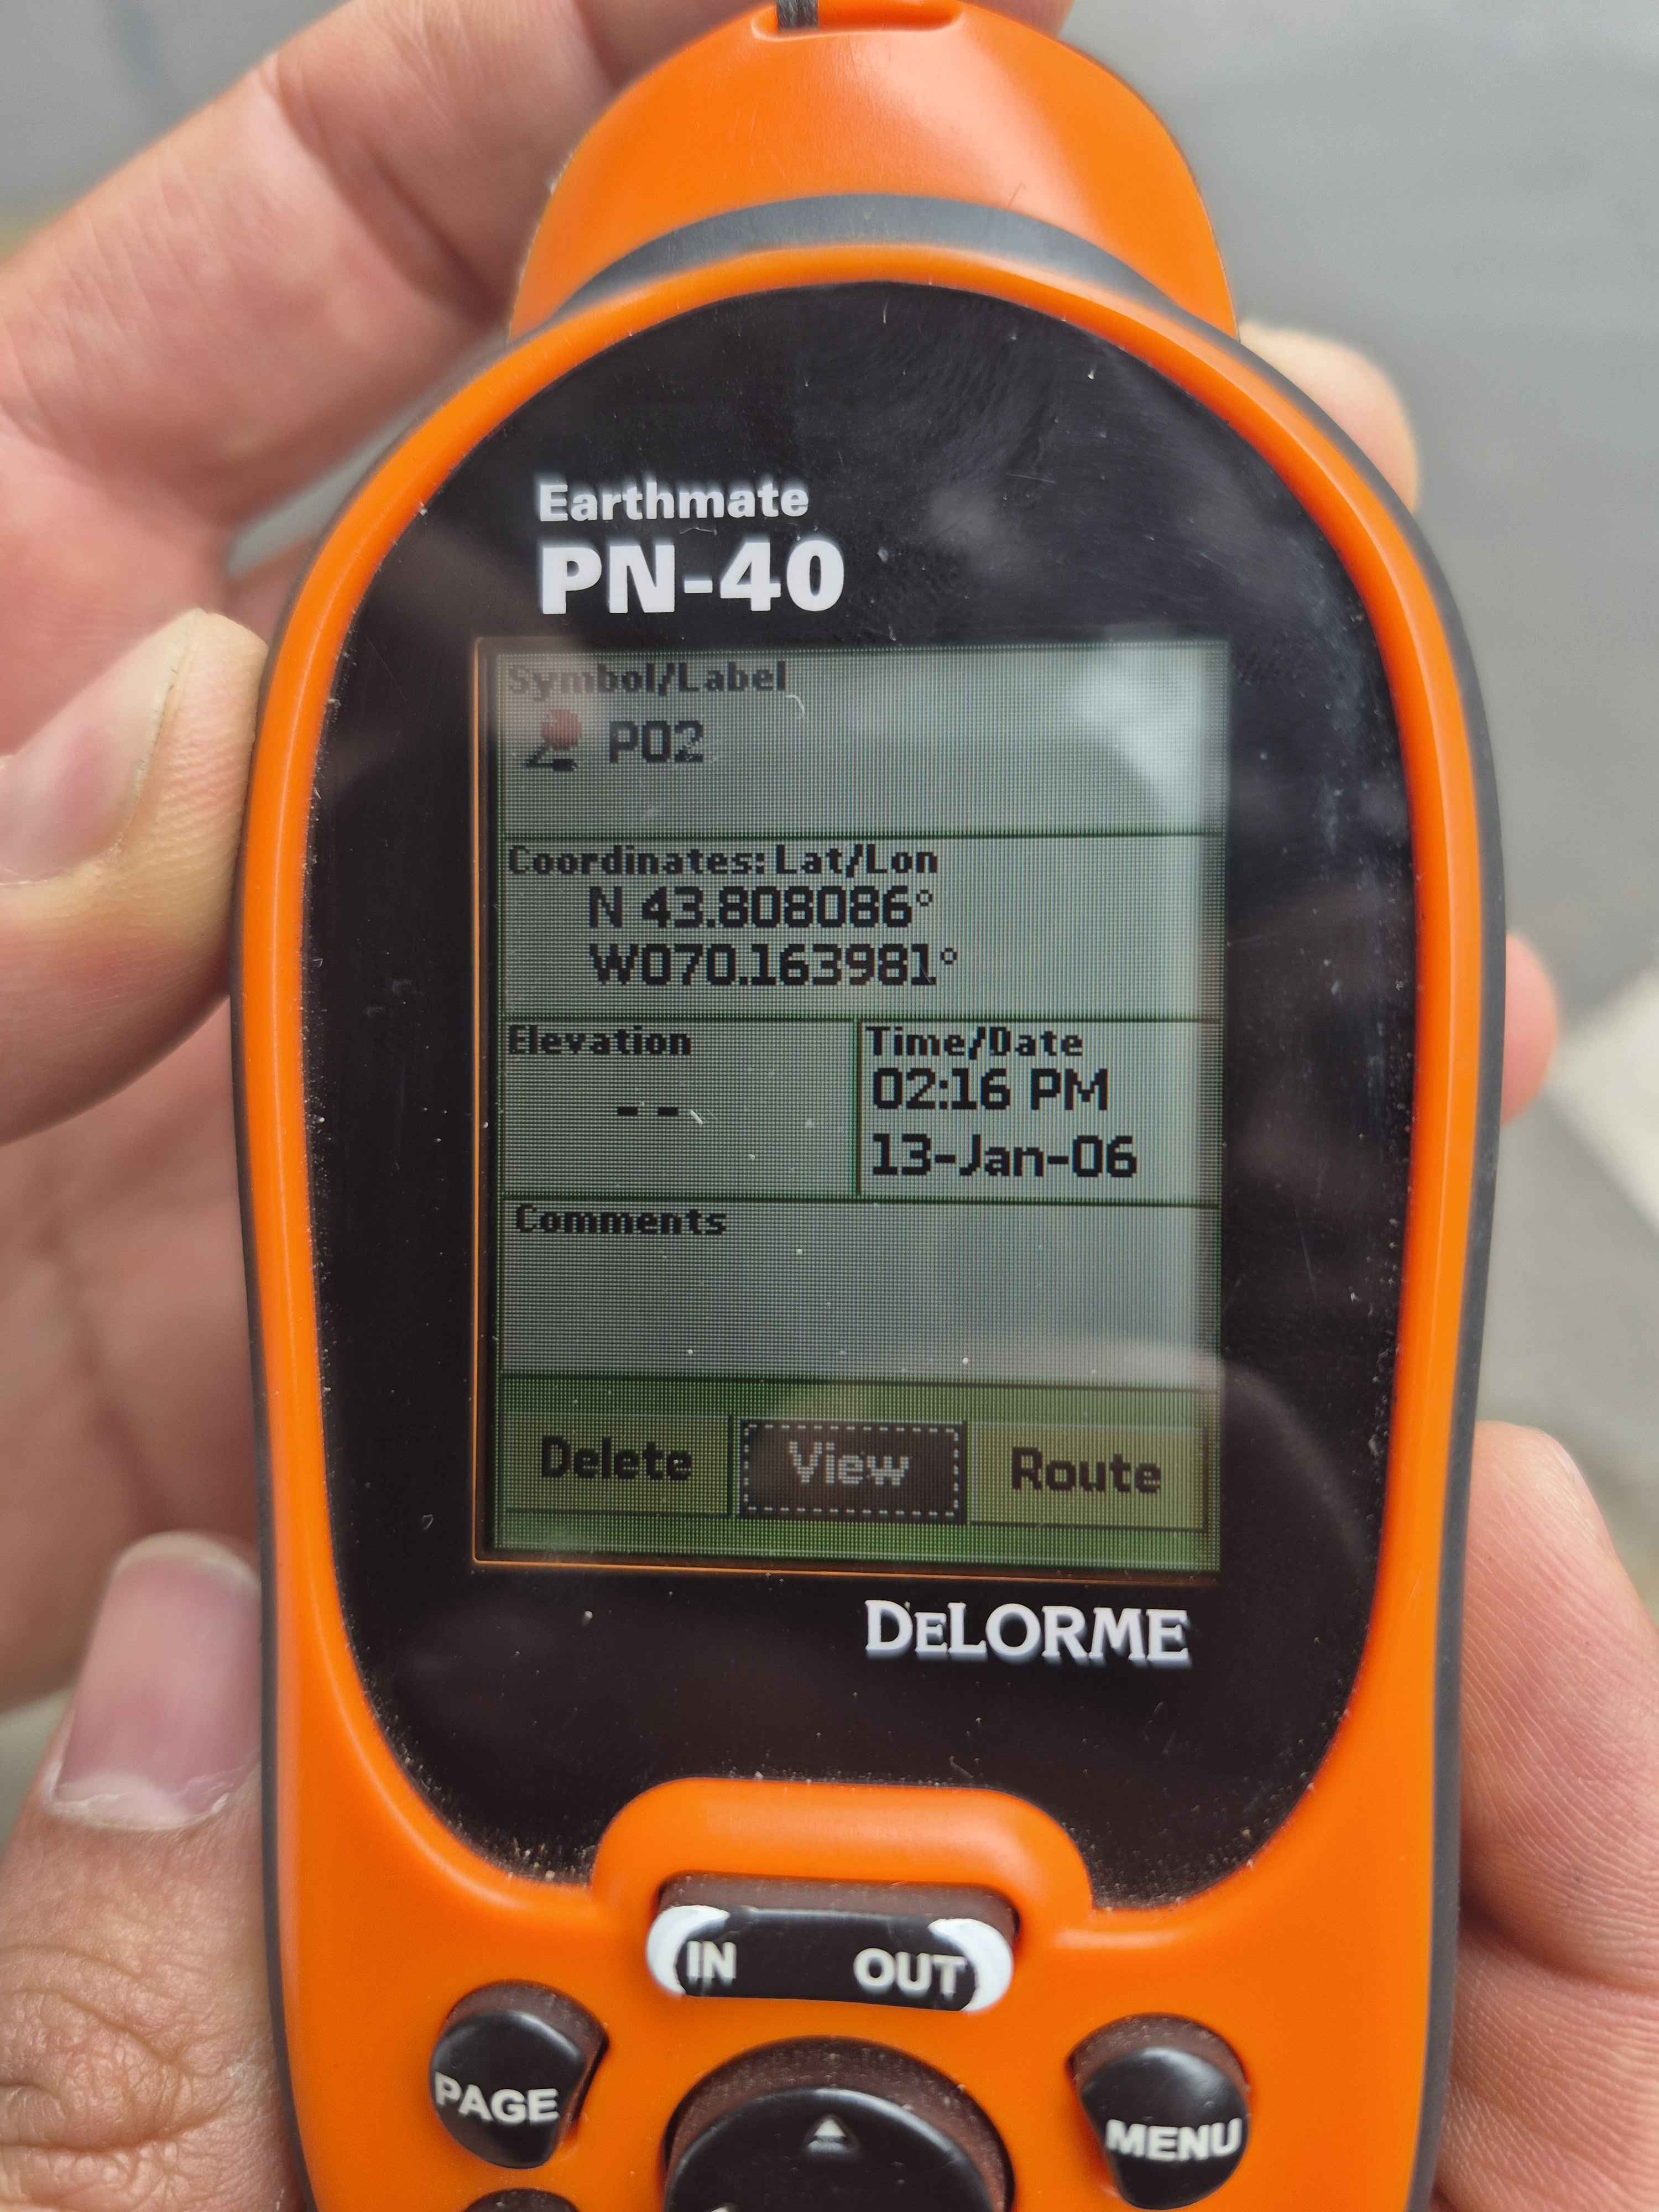 Earthmate
PN-40
Symbol/Label
P02
Coordinates: Lat/Lon
N 43.808086°
W070.163981°
Elevation
--
Time/Date
02:16 PM
13-Jan-06
Comments
Delete View Route
DELORME
IN OUT
PAGE
MENU